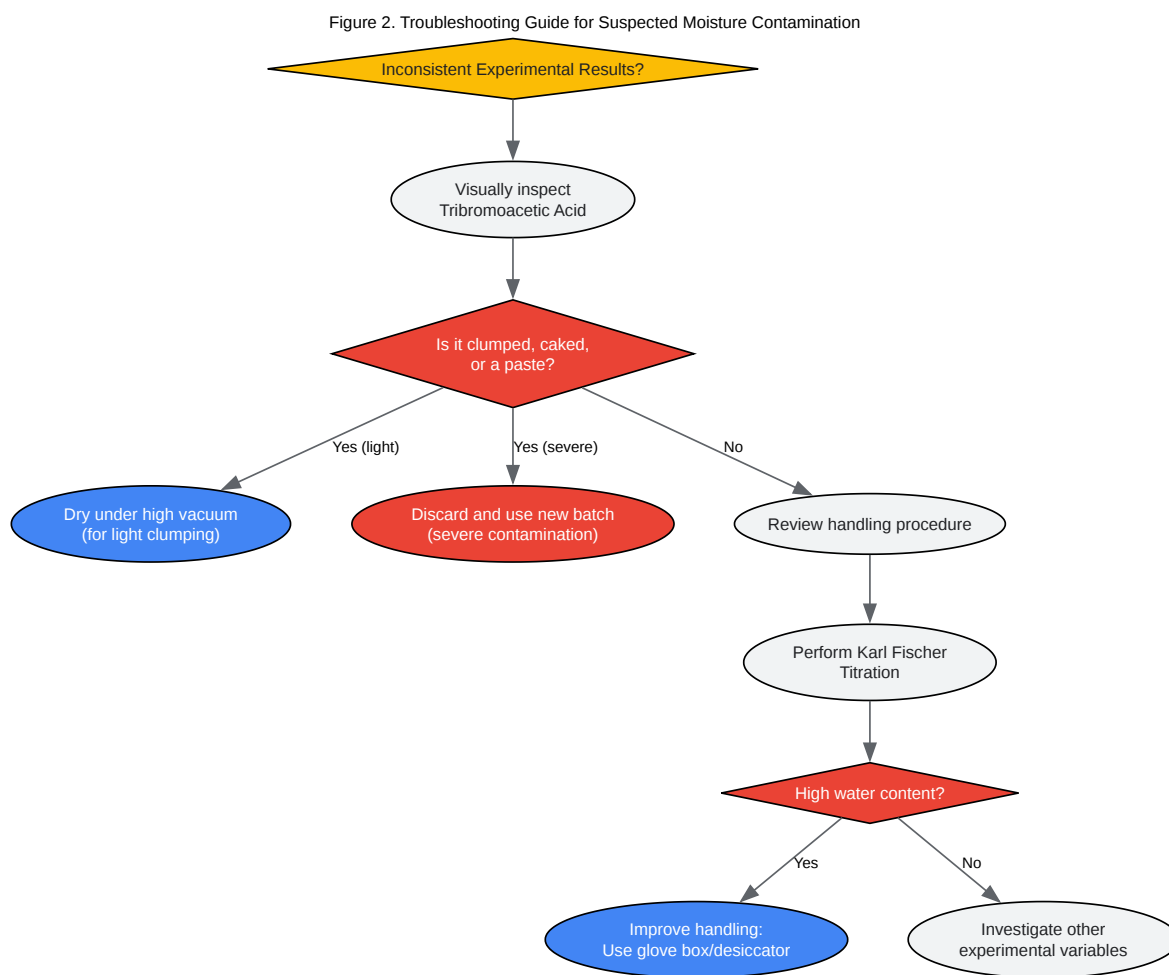 Figure 2. Troubleshooting Guide for Suspected Moisture Contamination
Inconsistent Experimental Results?
Visually inspect
Tribromoacetic Acid
Is it clumped, caked,
or a paste?
Yes (light)
Yes (severe)
No
Dry under high vacuum
(for light clumping)
Discard and use new batch
(severe contamination)
Review handling procedure
Perform Karl Fischer
Titration
High water content?
Yes
No
Improve handling:
Use glove box/desiccator
Investigate other
experimental variables